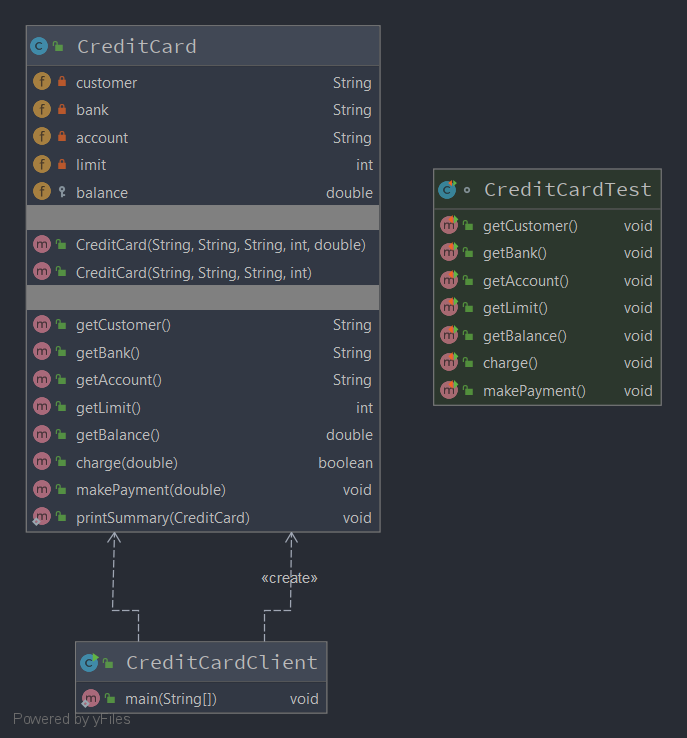 CreditCard
customer String
bank String
account String
limit int
balance double
CreditCard(String, String, String, int, double)
CreditCard(String, String, String, int)
getCustomer() String
getBank() String
getAccount() String
getLimit() int
getBalance() double
charge(double) boolean
makePayment(double) void
printSummary(CreditCard) void
CreditCardTest
getCustomer() void
getBank() void
getAccount() void
getLimit() void
getBalance() void
charge() void
makePayment() void
«create»
CreditCardClient
main(String[]) void
Powered by yFiles